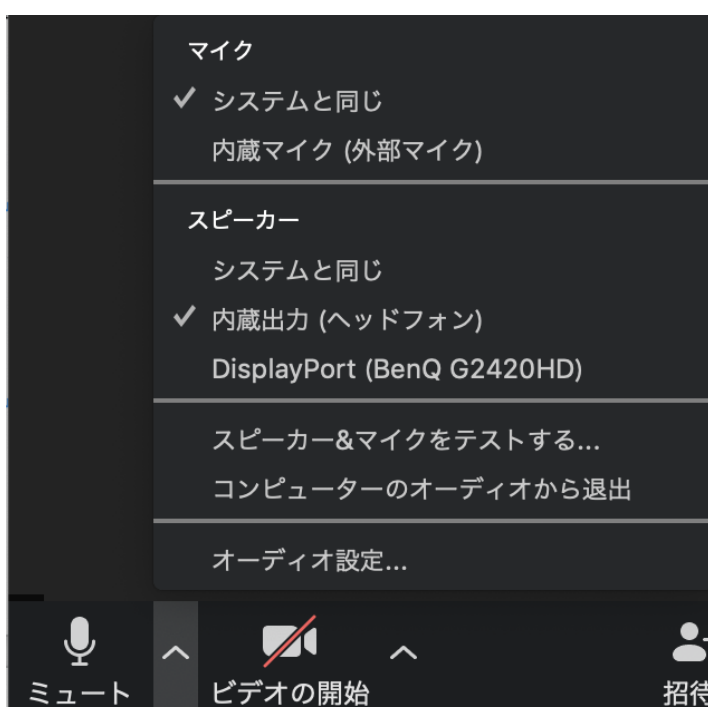 マイク
システムと同じ
内蔵マイク (外部マイク)
スピーカー
システムと同じ
内蔵出力 (ヘッドフォン)
DisplayPort (BenQ G2420HD)
スピーカー&マイクをテストする...
コンピューターのオーディオから退出
オーディオ設定...
ミュート
ビデオの開始
招待